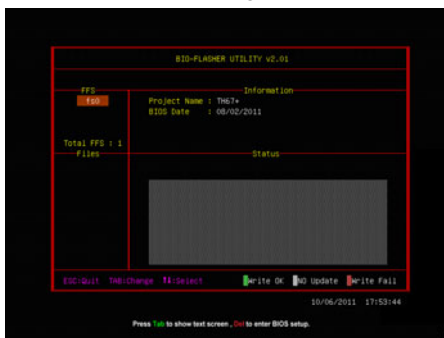 BIO-FLASHER UTILITY v2.01
FFS
Information
fs0
Project Name : TH67+
BIOS Date : 08/02/2011
Total FFS : 1
Files
Status
ESC:Quit TAB:Change ↑↓:Select Write OK NO Update Write Fail
10/06/2011 17:53:44
Press Tab to show text screen , Del to enter BIOS setup.